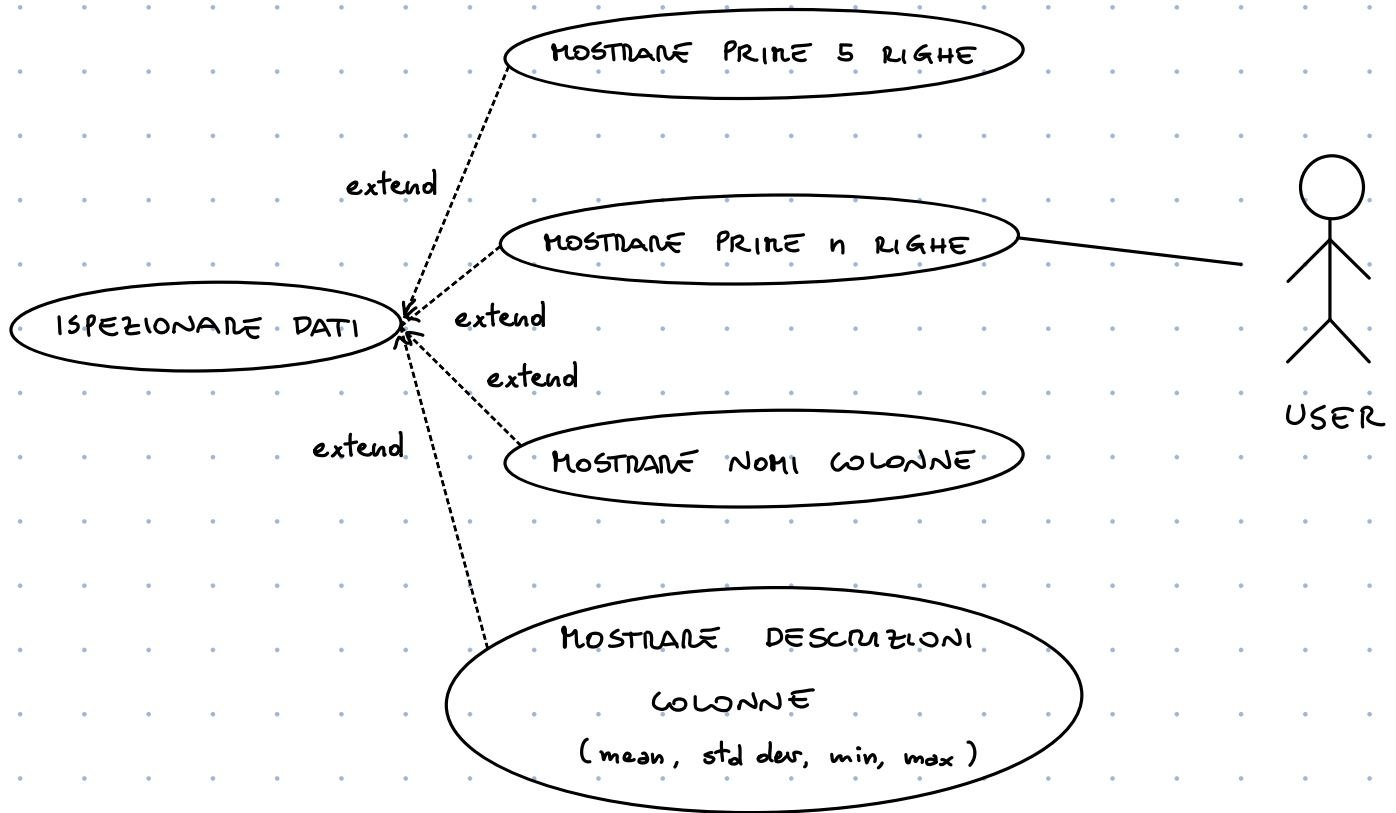 MOSTRARE PRIME 5 RIGHE
extend
MOSTRARE PRIME n RIGHE
ISPEZIONARE DATI
extend
extend
USER
extend
MOSTRARE NOMI COLONNE
MOSTRARE DESCRIZIONI
COLONNE
(mean, std dev, min, max)